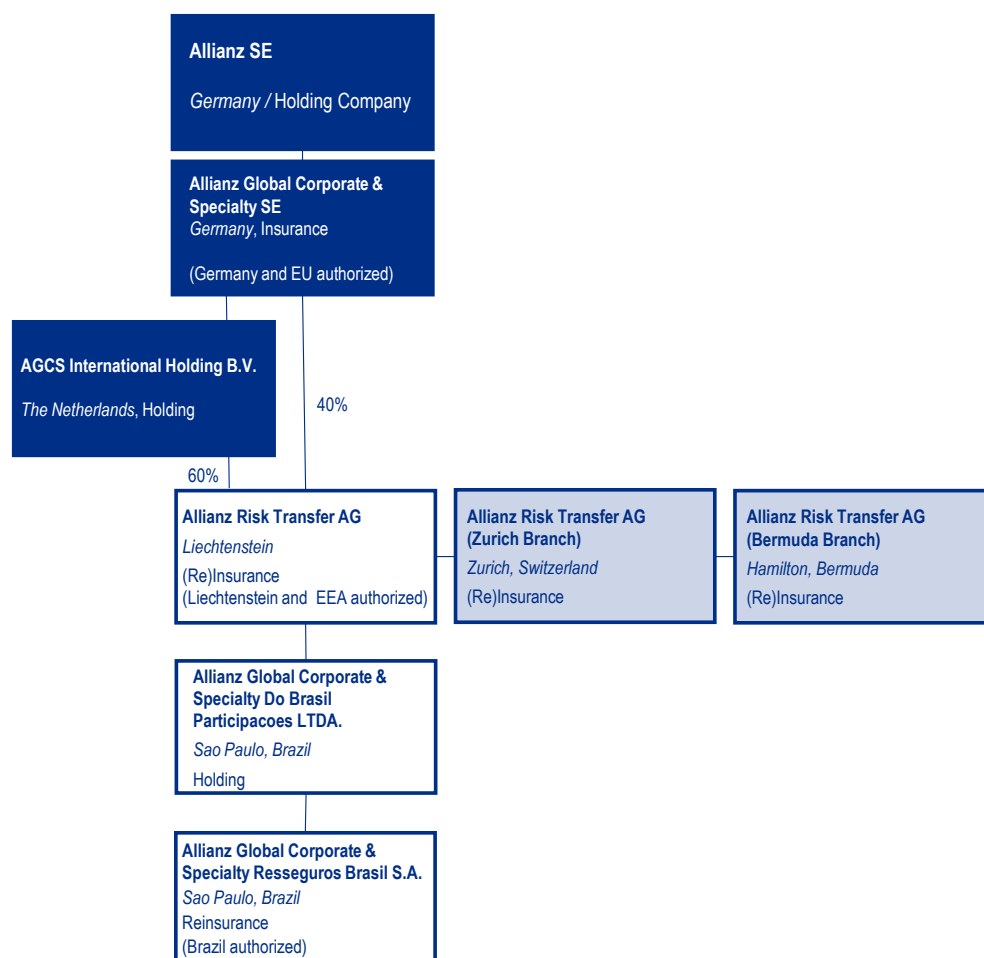 Allianz SE
Germany / Holding Company
Allianz Global Corporate &
Specialty SE
Germany, Insurance
(Germany and EU authorized)
AGCS International Holding B.V.
The Netherlands, Holding
40%
60%
Allianz Risk Transfer AG
Liechtenstein
(Re)Insurance
(Liechtenstein and EEA authorized)
Allianz Risk Transfer AG
(Zurich Branch)
Zurich, Switzerland
(Re)Insurance
Allianz Risk Transfer AG
(Bermuda Branch)
Hamilton, Bermuda
(Re)Insurance
Allianz Global Corporate &
Specialty Do Brasil
Participacoes LTDA.
Sao Paulo, Brazil
Holding
Allianz Global Corporate &
Specialty Resseguros Brasil S.A.
Sao Paulo, Brazil
Reinsurance
(Brazil authorized)